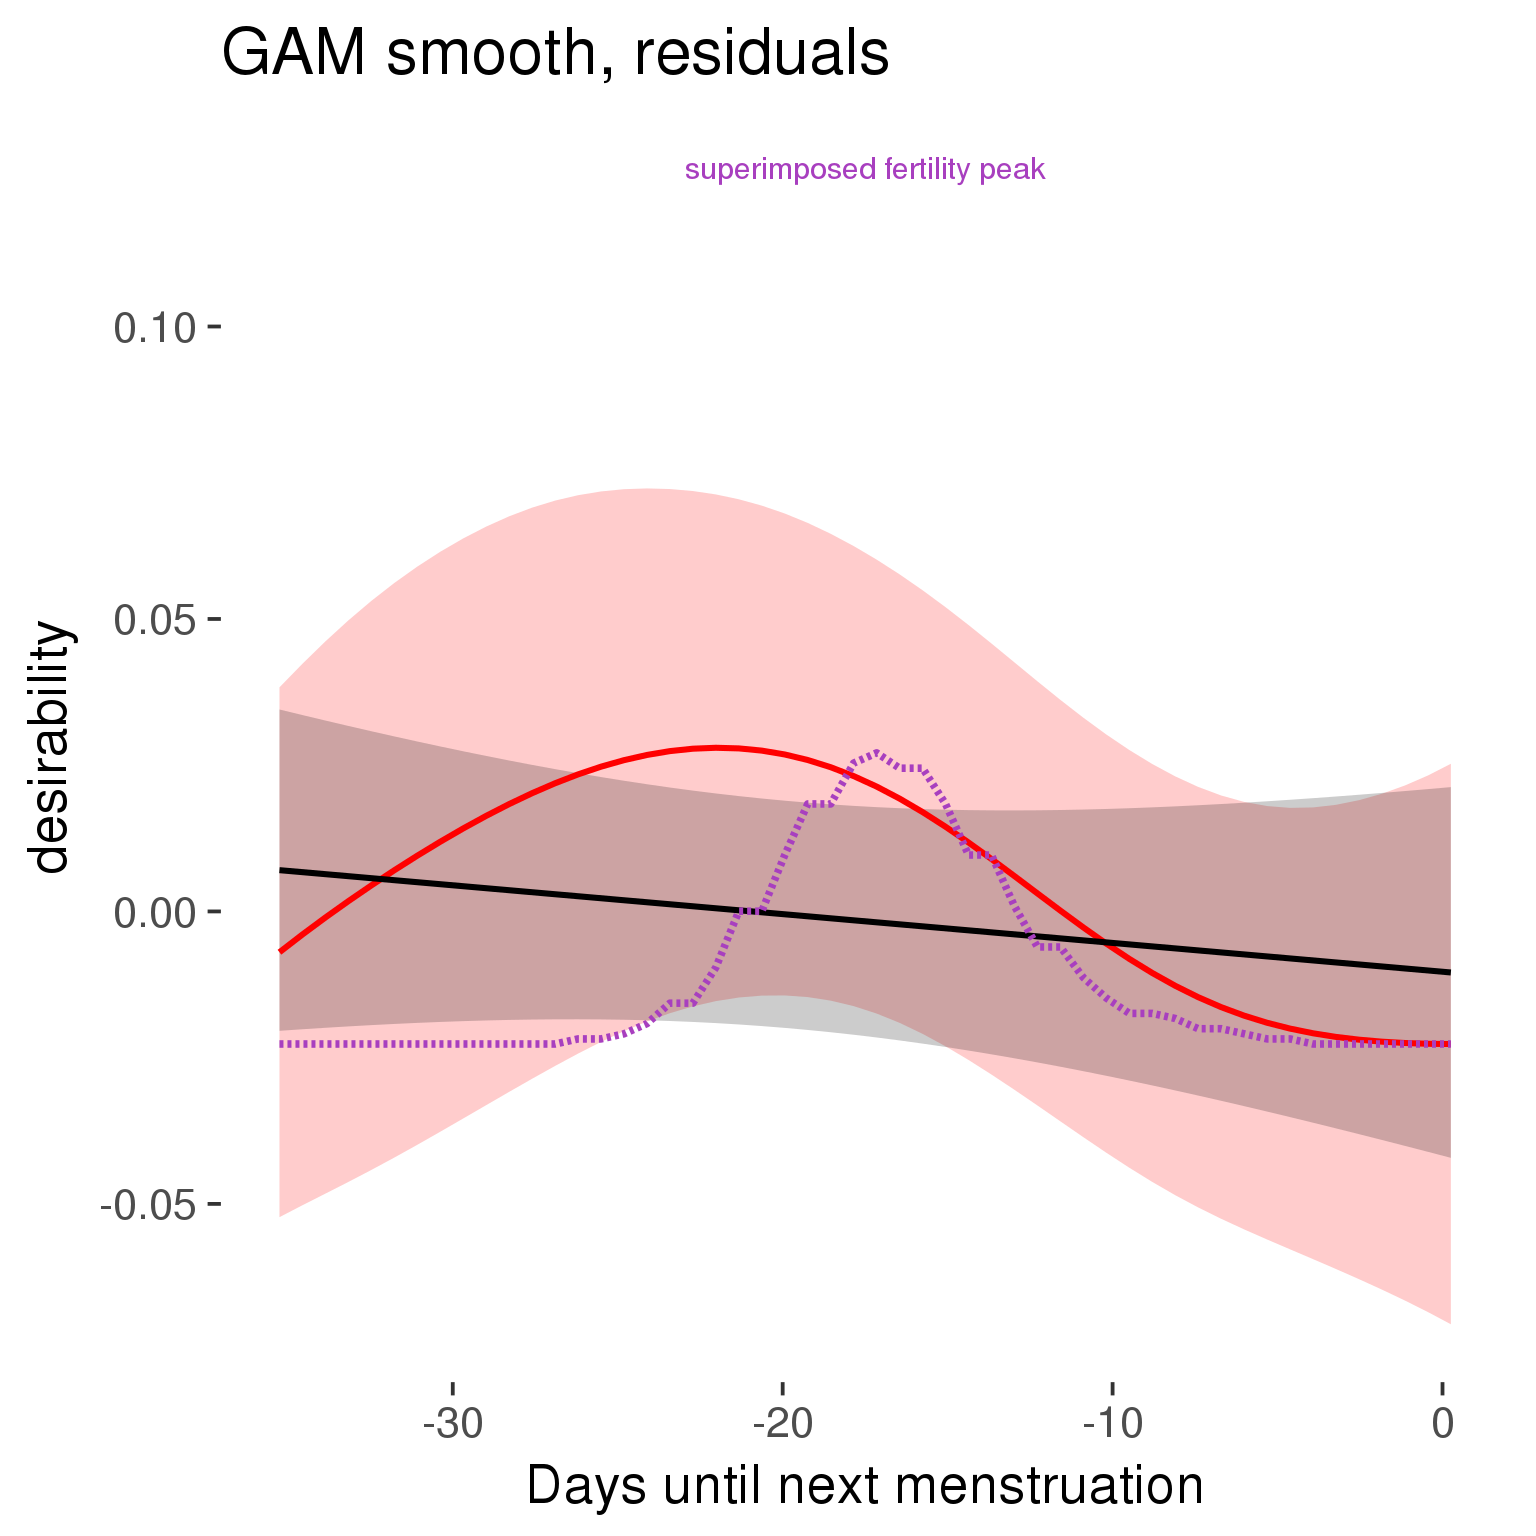 GAM smooth, residuals
superimposed fertility peak
0.10
0.05
0.00
-0.05
desirability
-30 -20 -10 0
Days until next menstruation